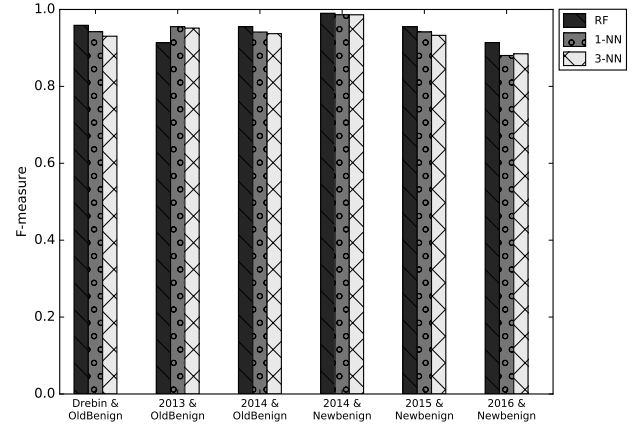 1.0
0.8
0.6
0.4
0.2
0.0
F-measure
Drebin &
OldBenign
2013 &
OldBenign
2014 &
OldBenign
2014 &
Newbenign
2015 &
Newbenign
2016 &
Newbenign
RF
1-NN
3-NN